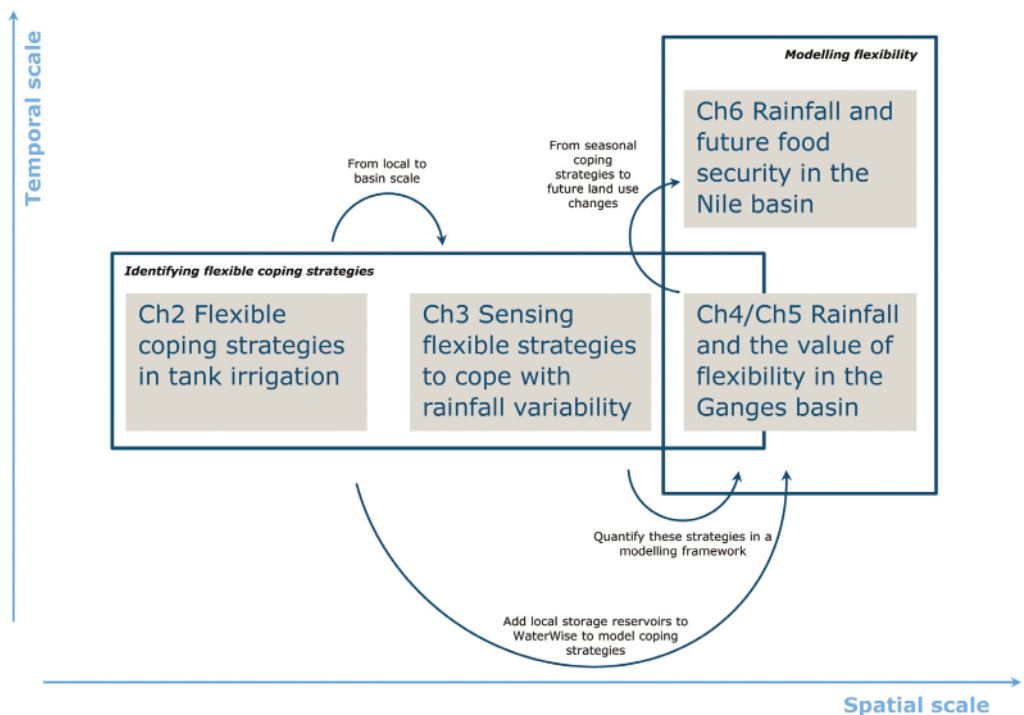 Temporal scale
Modelling flexibility
Ch6 Rainfall and
future food
security in the
Nile basin
From seasonal
coping
strategies to
future land use
changes
From local to
basin scale
Identifying flexible coping strategies
Ch2 Flexible
coping strategies
in tank irrigation
Ch3 Sensing
flexible strategies
to cope with
rainfall variability
Ch4/Ch5 Rainfall
and the value of
flexibility in the
Ganges basin
Quantify these strategies in a
modelling framework
Add local storage reservoirs to
WaterWise to model coping
strategies
Spatial scale